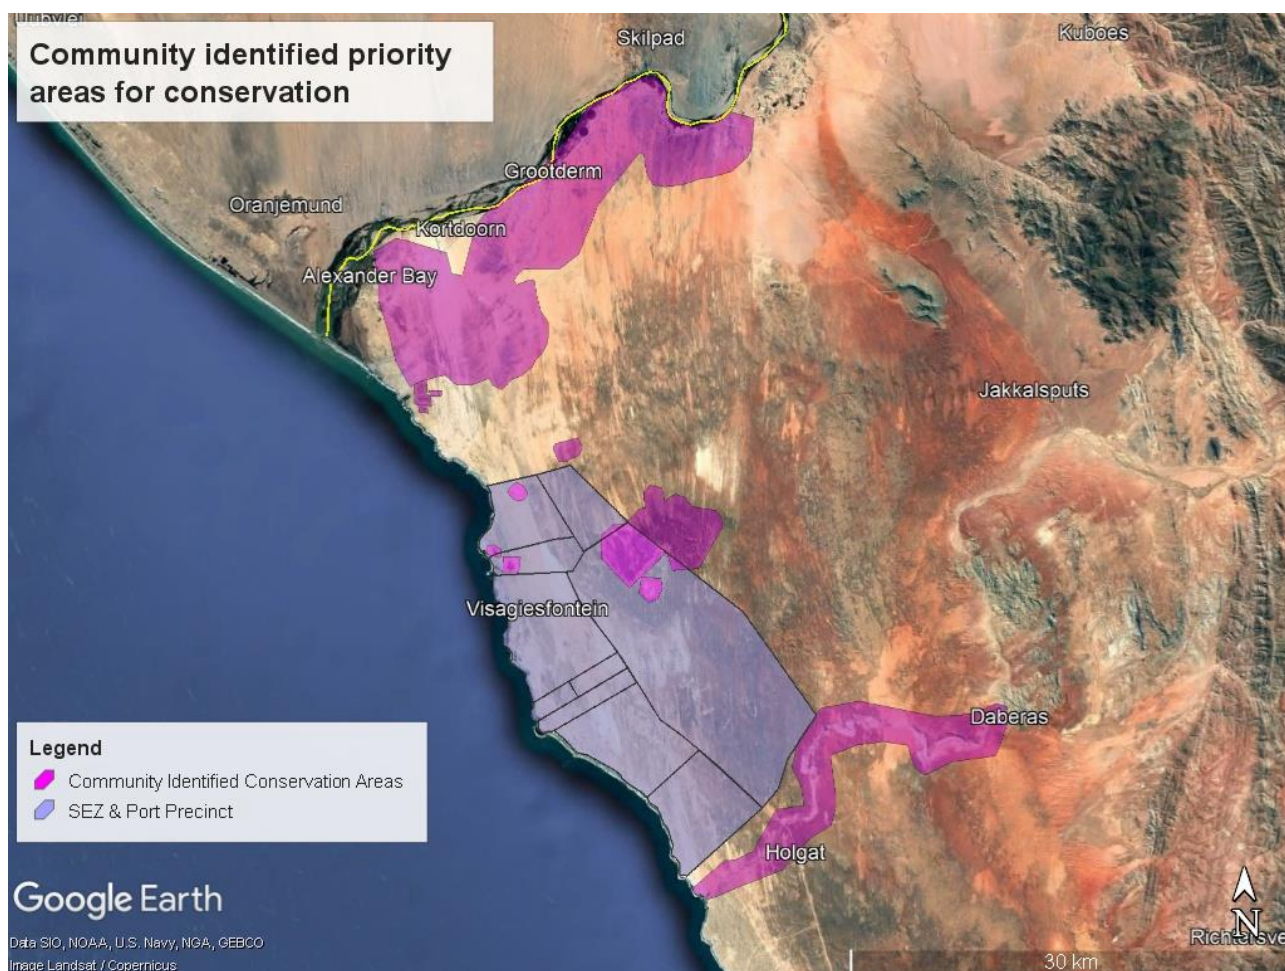 Community identified priority
areas for conservation
Skilpad
Kuboes
Grootderm
Oranjemund
Kortdoorn
Alexander Bay
Jakkalsputs
Visagiesfontein
Daberas
Legend
Community Identified Conservation Areas
SEZ & Port Precinct
Holgat
Google Earth
N
Data SIO, NOAA, U.S. Navy, NGA, GEBCO
Image Landsat / Copernicus
30 km